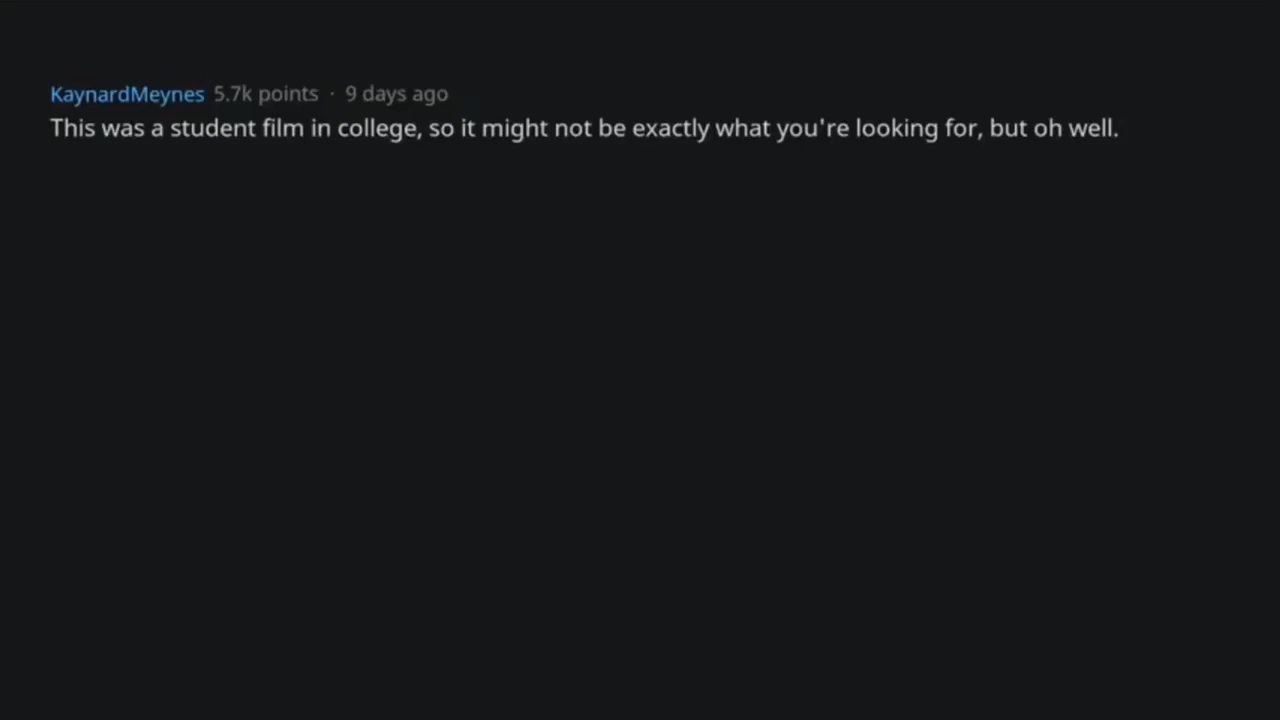 KaynardMeynes 5.7k points · 9 days ago
This was a student film in college, so it might not be exactly what you're looking for, but oh well.